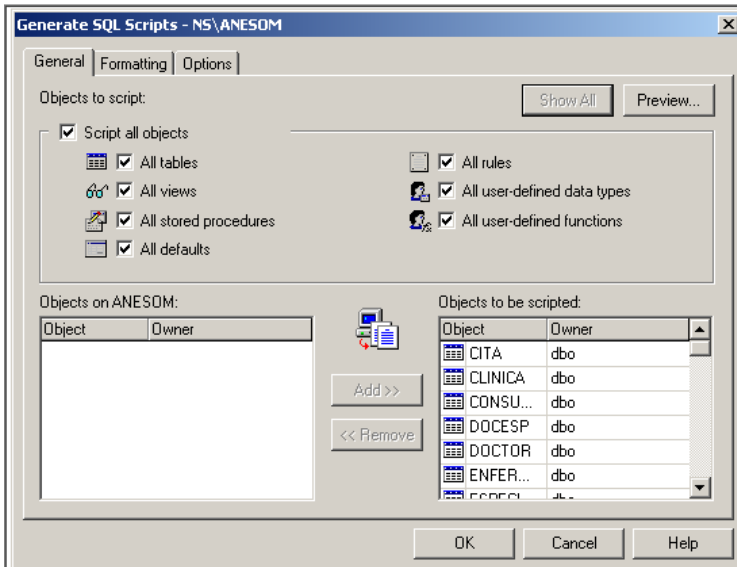 Generate SQL Scripts - NS\ANESOM
General Formatting Options
Objects to script: Show All Preview...
Script all objects
All tables All rules
All views All user-defined data types
All stored procedures All user-defined functions
All defaults
Objects on ANESOM: Objects to be scripted:
Object Owner Object Owner
CITA dbo
CLINICA dbo
Add >> CONSU... dbo
DOCESP dbo
<< Remove DOCTOR dbo
ENFER... dbo
OK Cancel Help